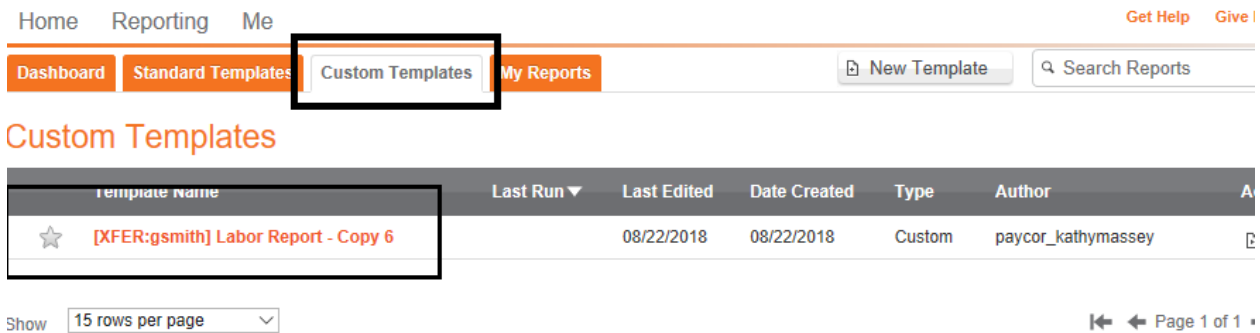 Home Reporting Me Get Help Give
Dashboard Standard Templates Custom Templates My Reports New Template Search Reports
Custom Templates
Template Name Last Run Last Edited Date Created Type Author
[XFER:gsmith] Labor Report - Copy 6 08/22/2018 08/22/2018 Custom paycor_kathymassey
Show 15 rows per page Page 1 of 1